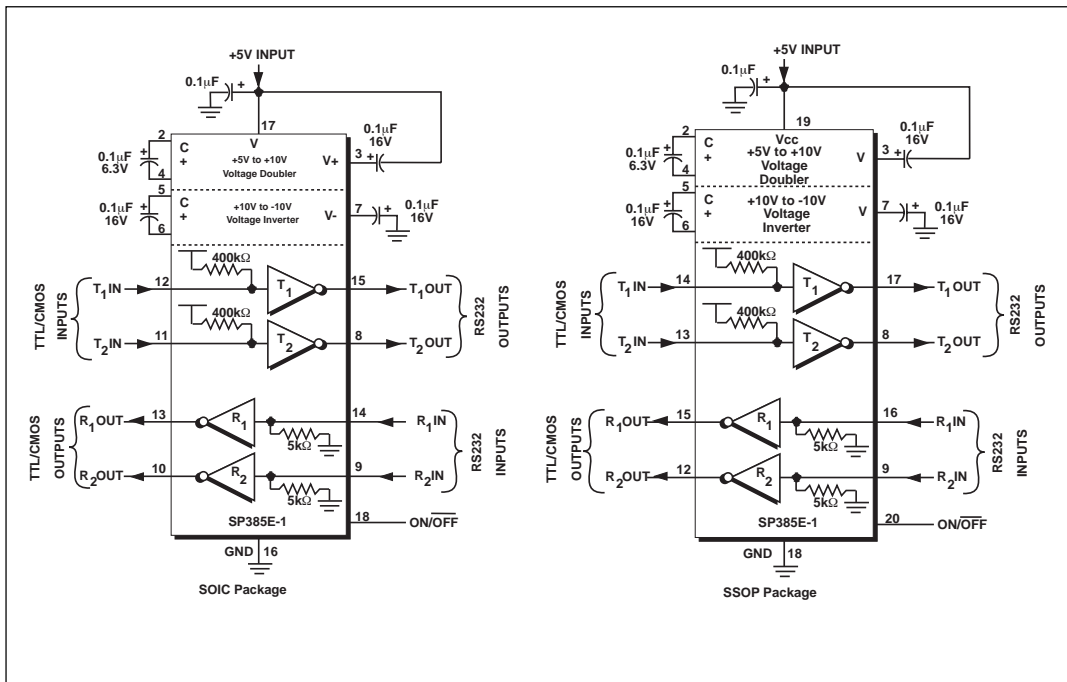 +5V INPUT
0.1µF +
17
2
C
+
V
+5V to +10V
Voltage Doubler
V+
3
+
0.1µF
16V
0.1µF
6.3V
+
4
5
C
+
+10V to -10V
Voltage Inverter
V-
7
+
0.1µF
16V
0.1µF
16V
+
6
400kΩ
TTL/CMOS
INPUTS
T1IN
12
T1
15
T1OUT
400kΩ
T2IN
11
T2
8
T2OUT
RS232
OUTPUTS
TTL/CMOS
OUTPUTS
R1OUT
13
R1
14
R1IN
5kΩ
R2OUT
10
R2
9
R2IN
5kΩ
RS232
INPUTS
SP385E-1
18
ON/OFF
GND
16
SOIC Package
+5V INPUT
0.1µF +
19
2
C
+
Vcc
+5V to +10V
Voltage
Doubler
V
3
+
0.1µF
16V
0.1µF
6.3V
+
4
5
C
+
+10V to -10V
Voltage
Inverter
V
7
+
0.1µF
16V
0.1µF
16V
+
6
400kΩ
TTL/CMOS
INPUTS
T1IN
14
T1
17
T1OUT
400kΩ
T2IN
13
T2
8
T2OUT
RS232
OUTPUTS
TTL/CMOS
OUTPUTS
R1OUT
15
R1
16
R1IN
5kΩ
R2OUT
12
R2
9
R2IN
5kΩ
RS232
INPUTS
SP385E-1
20
ON/OFF
GND
18
SSOP Package